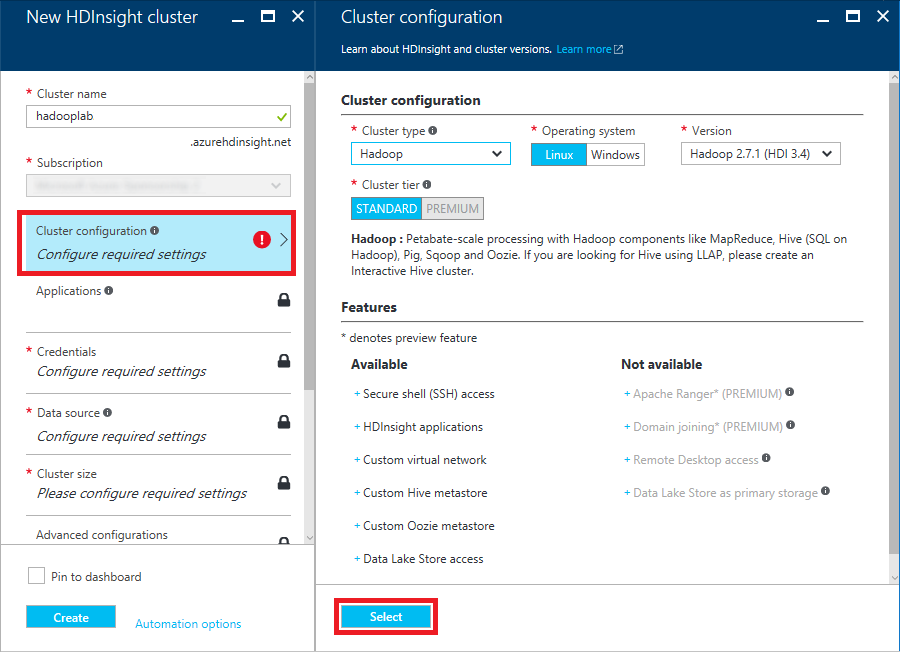 New HDInsight cluster
* Cluster name
hadooplab
.azurehdinsight.net
* Subscription
Cluster configuration
Configure required settings
Applications
* Credentials
Configure required settings
* Data source
Configure required settings
* Cluster size
Please configure required settings
Advanced configurations
Pin to dashboard
Create
Automation options
Cluster configuration
Learn about HDInsight and cluster versions. Learn more
Cluster configuration
* Cluster type * Operating system * Version
Hadoop Linux Windows Hadoop 2.7.1 (HDI 3.4)
* Cluster tier
STANDARD PREMIUM
Hadoop : Petabate-scale processing with Hadoop components like MapReduce, Hive (SQL on
Hadoop), Pig, Sqoop and Oozie. If you are looking for Hive using LLAP, please create an
Interactive Hive cluster.
Features
* denotes preview feature
Available
+ Secure shell (SSH) access
+ HDInsight applications
+ Custom virtual network
+ Custom Hive metastore
+ Custom Oozie metastore
+ Data Lake Store access
Not available
+ Apache Ranger* (PREMIUM)
+ Domain joining* (PREMIUM)
+ Remote Desktop access
+ Data Lake Store as primary storage
Select